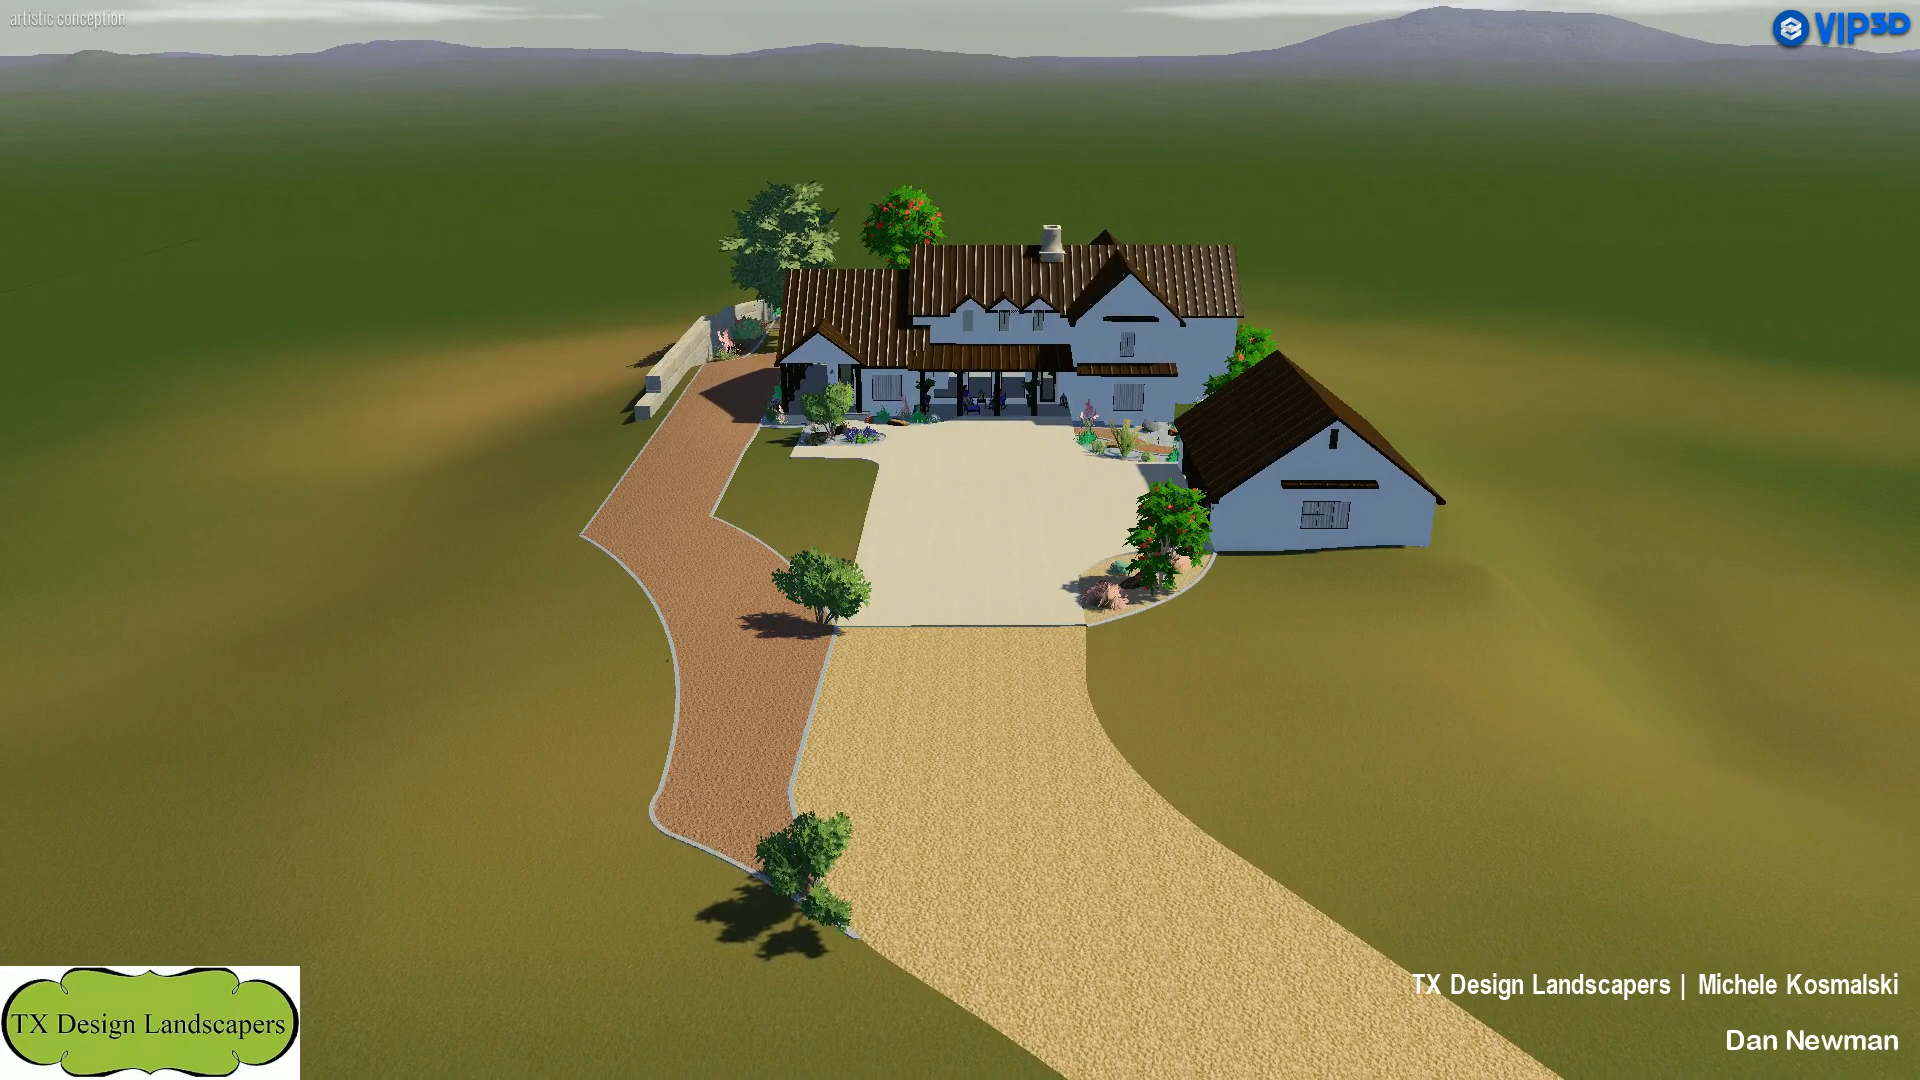 artistic conception
VIP3D
TX Design Landscapers | Michele Kosmalski
TX Design Landscapers
Dan Newman